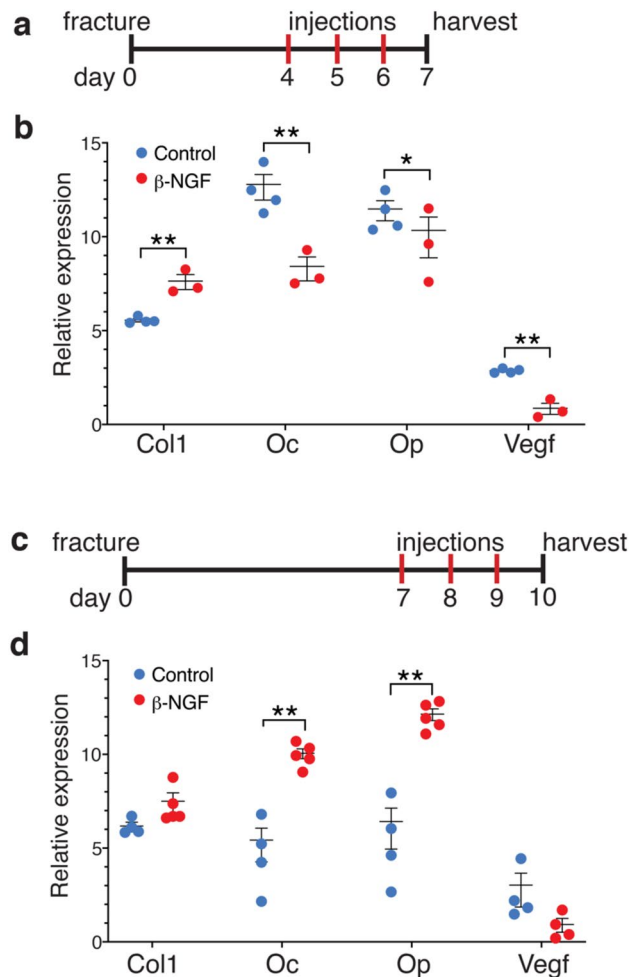 a
fracture injections harvest
day 0 4 5 6 7
b
15
Control
β-NGF
** ** * **
10
5
0
Relative expression
Col1 Oc Op Vegf
c
fracture injections harvest
day 0 7 8 9 10
d
15
Control
β-NGF
** **
10
5
0
Relative expression
Col1 Oc Op Vegf